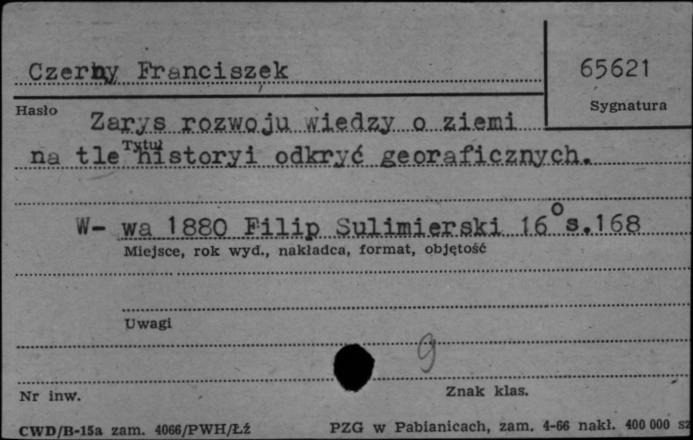 Czerny Franciszek
65621
Hasło
Sygnatura
Zarys rozwoju wiedzy o ziemi
Tytuł
na tle historyi odkryć georaficznych.
W- wa 1880 Filip Sulimierski 16° s.168
Miejsce, rok wyd., nakładca, format, objętość
Uwagi
9
Nr inw.
Znak klas.
CWD/B-15a zam. 4066/PWH/Łź
PZG w Pabianicach, zam. 4-66 nakł. 400 000 sz